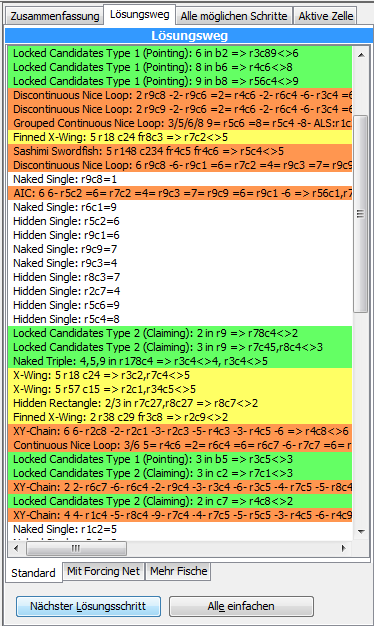 Zusammenfassung Lösungsweg Alle möglichen Schritte Aktive Zelle
Lösungsweg
Locked Candidates Type 1 (Pointing): 6 in b2 => r3c89<>6
Locked Candidates Type 1 (Pointing): 8 in b6 => r4c6<>8
Locked Candidates Type 1 (Pointing): 9 in b8 => r56c4<>9
Discontinuous Nice Loop: 2 r9c8 -2- r9c6 =2= r4c6 -2- r6c4 -6- r3c4 =6
Discontinuous Nice Loop: 2 r9c4 -2- r9c6 =2= r4c6 -2- r6c4 -6- r3c4 =6
Grouped Continuous Nice Loop: 3/5/6/8 9= r5c6 =8= r5c4 -8- ALS:r1c
Finned X-Wing: 5 r18 c24 fr8c3 => r7c2<>5
Sashimi Swordfish: 5 r148 c234 fr4c5 fr4c6 => r5c4<>5
Discontinuous Nice Loop: 6 r9c8 -6- r9c1 =6= r7c2 =4= r9c3 =7= r9c
Naked Single: r9c8=1
AIC: 6 6- r5c2 =6= r7c2 =4= r9c3 =7= r9c9 =6= r9c1 -6 => r56c1,r7
Naked Single: r6c1=9
Hidden Single: r5c2=6
Hidden Single: r9c1=6
Naked Single: r9c9=7
Naked Single: r9c3=4
Hidden Single: r8c3=7
Hidden Single: r2c7=4
Hidden Single: r5c6=9
Hidden Single: r5c4=8
Locked Candidates Type 2 (Claiming): 2 in r9 => r78c4<>2
Locked Candidates Type 2 (Claiming): 3 in r9 => r7c45,r8c4<>3
Naked Triple: 4,5,9 in r178c4 => r3c4<>4, r3c4<>5
X-Wing: 5 r18 c24 => r3c2,r7c4<>5
X-Wing: 5 r57 c15 => r2c1,r34c5<>5
Hidden Rectangle: 2/3 in r7c27,r8c27 => r8c7<>2
Finned X-Wing: 2 r38 c29 fr3c8 => r2c9<>2
XY-Chain: 6 6- r2c8 -2- r2c1 -3- r2c3 -5- r4c3 -3- r4c5 -6 => r4c8<>6
Continuous Nice Loop: 3/6 5= r4c6 =2= r6c4 =6= r6c7 -6- r7c7 =6= r
Locked Candidates Type 1 (Pointing): 3 in b5 => r3c5<>3
Locked Candidates Type 2 (Claiming): 3 in c2 => r7c1<>3
XY-Chain: 2 2- r6c7 -6- r6c4 -2- r9c4 -3- r3c4 -6- r3c5 -4- r7c5 -5- r8c4
Locked Candidates Type 2 (Claiming): 2 in c7 => r4c8<>2
XY-Chain: 4 4- r1c4 -5- r8c4 -9- r7c4 -4- r7c5 -5- r5c5 -3- r4c5 -6- r4c9
Naked Single: r1c2=5
Standard Mit Forcing Net Mehr Fische
Nächster Lösungsschritt Alle einfachen